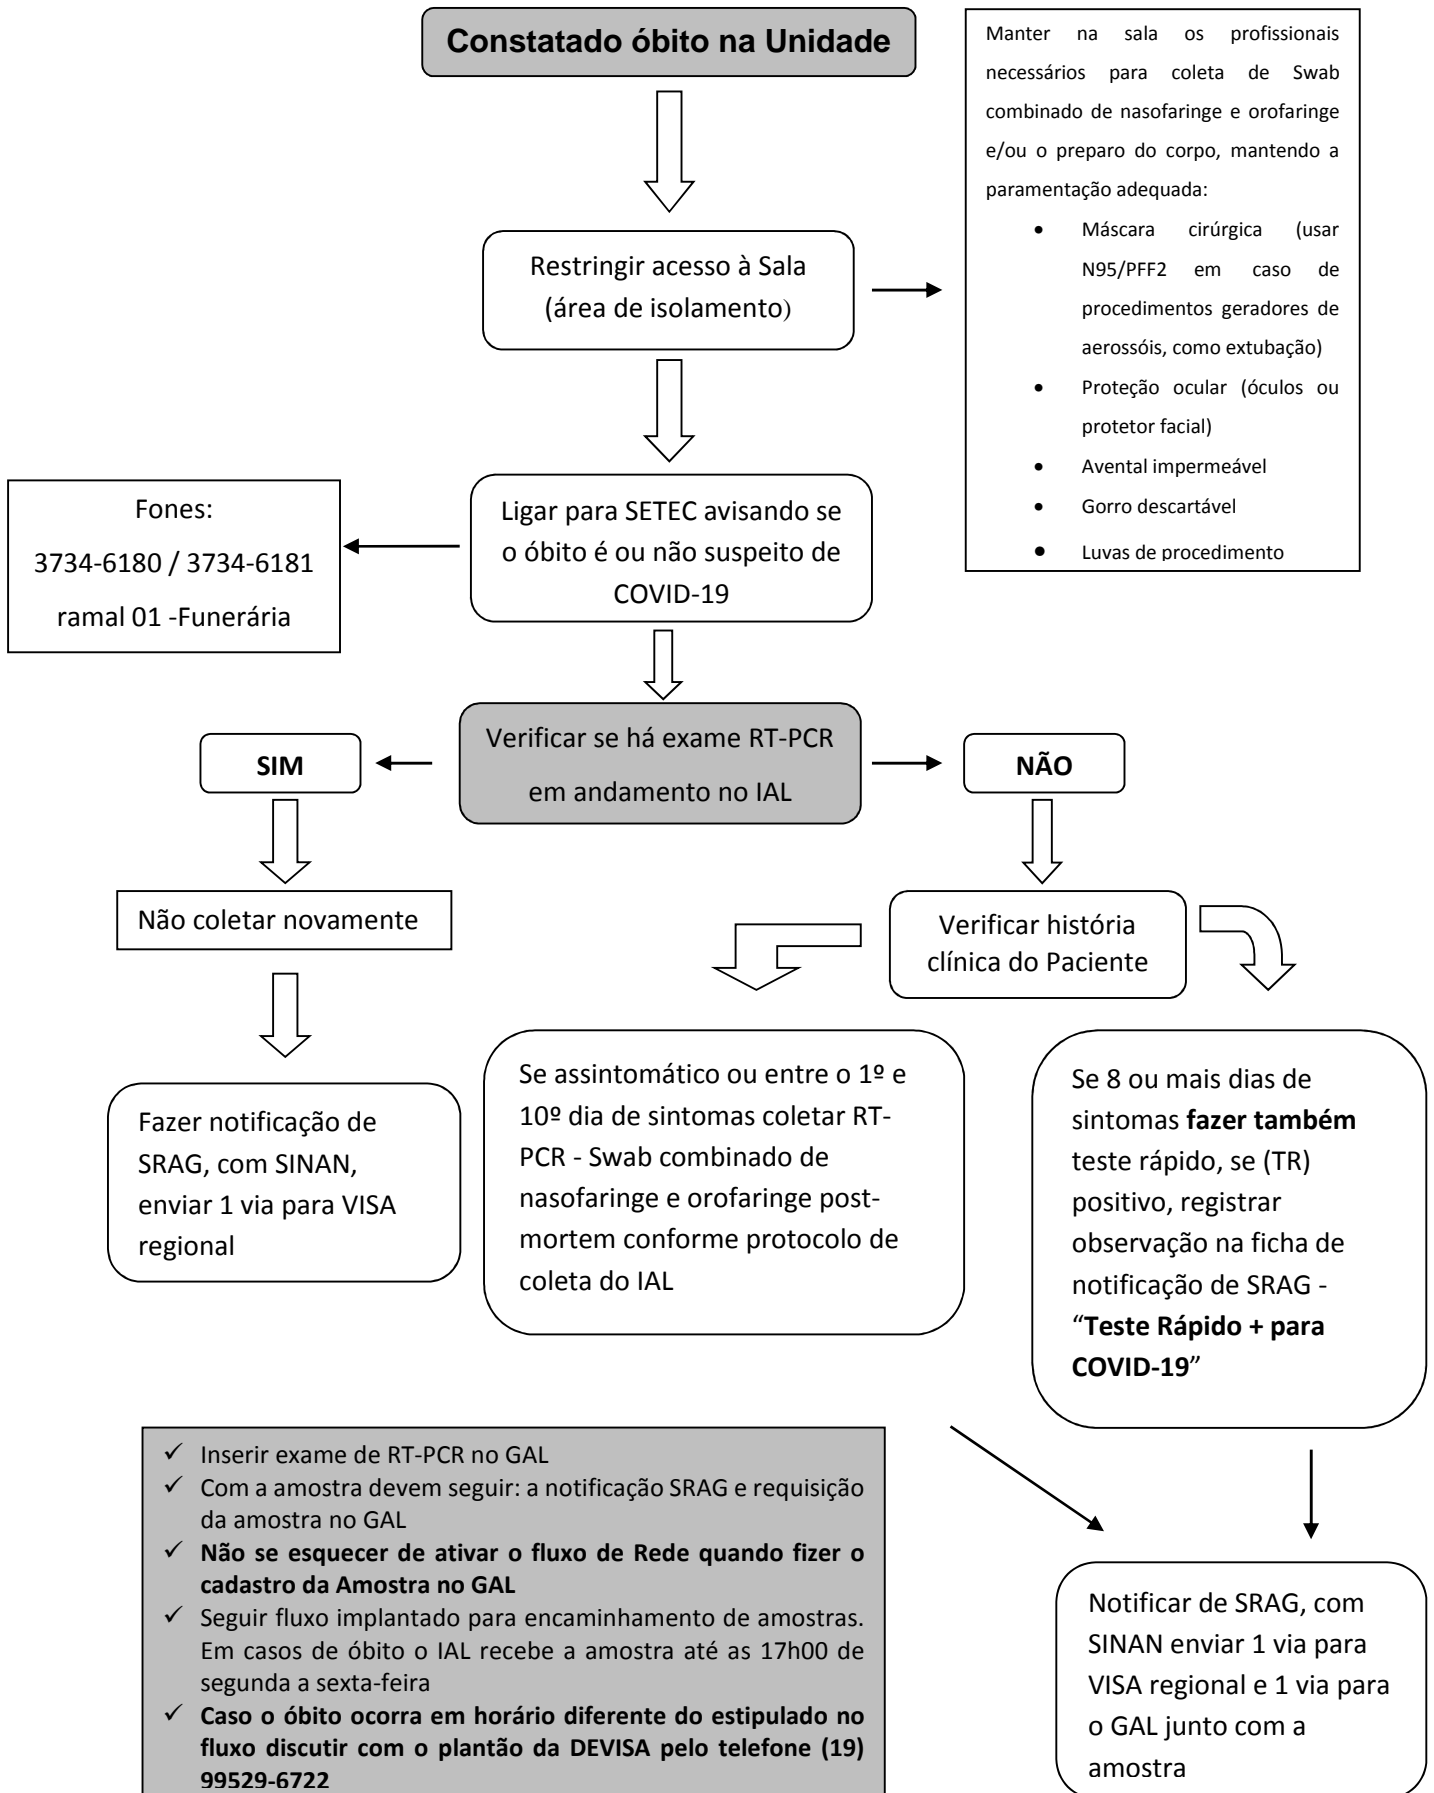 Constatado óbito na Unidade
Manter na sala os profissionais
necessários para coleta de Swab
combinado de nasofaringe e orofaringe
e/ou o preparo do corpo, mantendo a
paramentação adequada:
• Máscara cirúrgica (usar
N95/PFF2 em caso de
procedimentos geradores de
aerossóis, como extubação)
• Proteção ocular (óculos ou
protetor facial)
• Avental impermeável
• Gorro descartável
• Luvas de procedimento
Restringir acesso à Sala
(área de isolamento)
Ligar para SETEC avisando se
o óbito é ou não suspeito de
COVID-19
Fones:
3734-6180 / 3734-6181
ramal 01 -Funerária
Verificar se há exame RT-PCR
em andamento no IAL
SIM
NÃO
Não coletar novamente
Verificar história
clínica do Paciente
Fazer notificação de
SRAG, com SINAN,
enviar 1 via para VISA
regional
Se assintomático ou entre o 1º e
10º dia de sintomas coletar RT-
PCR - Swab combinado de
nasofaringe e orofaringe post-
mortem conforme protocolo de
coleta do IAL
Se 8 ou mais dias de
sintomas fazer também
teste rápido, se (TR)
positivo, registrar
observação na ficha de
notificação de SRAG -
“Teste Rápido + para
COVID-19”
✓ Inserir exame de RT-PCR no GAL
✓ Com a amostra devem seguir: a notificação SRAG e requisição
da amostra no GAL
✓ Não se esquecer de ativar o fluxo de Rede quando fizer o
cadastro da Amostra no GAL
✓ Seguir fluxo implantado para encaminhamento de amostras.
Em casos de óbito o IAL recebe a amostra até as 17h00 de
segunda a sexta-feira
✓ Caso o óbito ocorra em horário diferente do estipulado no
fluxo discutir com o plantão da DEVISA pelo telefone (19)
99529-6722
Notificar de SRAG, com
SINAN enviar 1 via para
VISA regional e 1 via para
o GAL junto com a
amostra